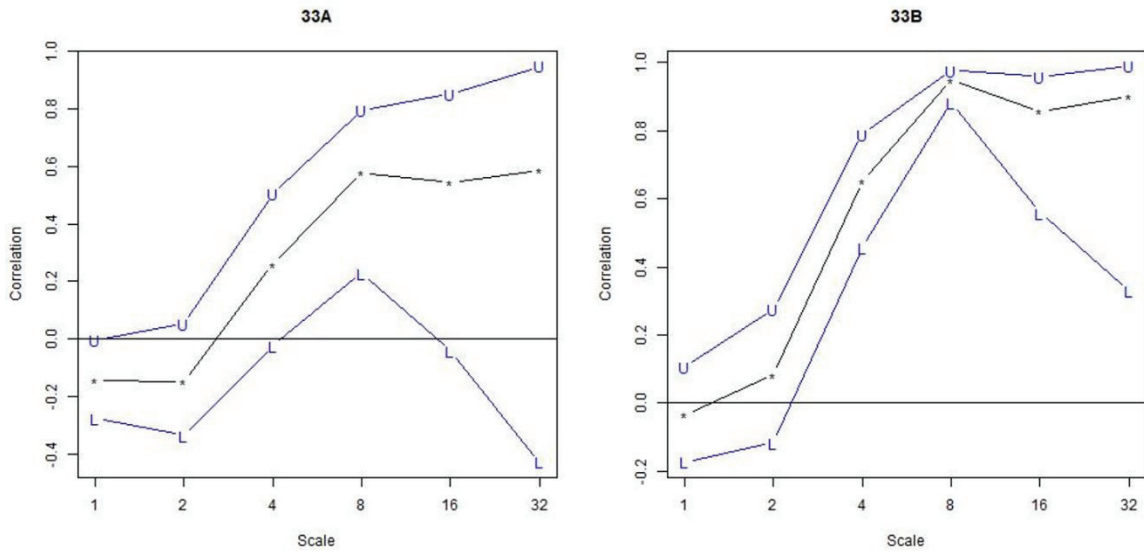 33A
Correlation
1.0
0.8
0.6
0.4
0.2
0.0
-0.2
-0.4
U U U U U U
* * * * * *
L L L L L L
1 2 4 8 16 32
Scale
33B
Correlation
1.0
0.8
0.6
0.4
0.2
0.0
-0.2
U U U U U U
* * * * * *
L L L L L L
1 2 4 8 16 32
Scale